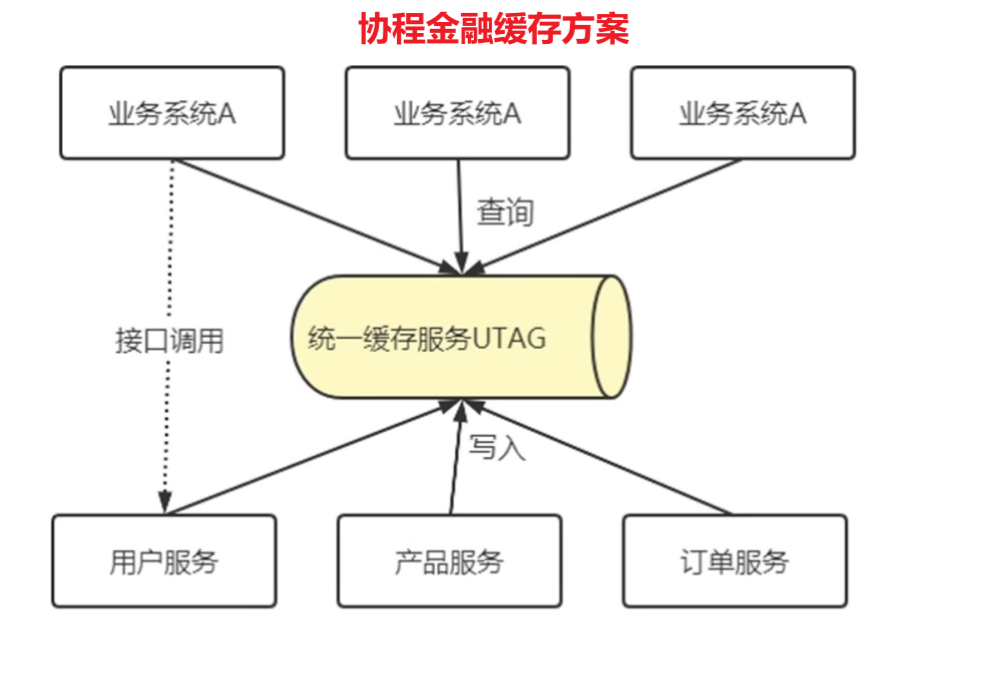 协程金融缓存方案
业务系统A
业务系统A
业务系统A
查询
接口调用
统一缓存服务UTAG
写入
用户服务
产品服务
订单服务